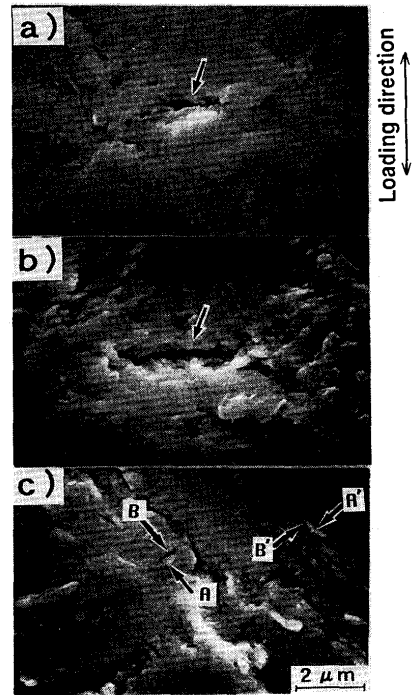 a)
Loading direction
b)
c)
B
A'
B'
A
2 μm